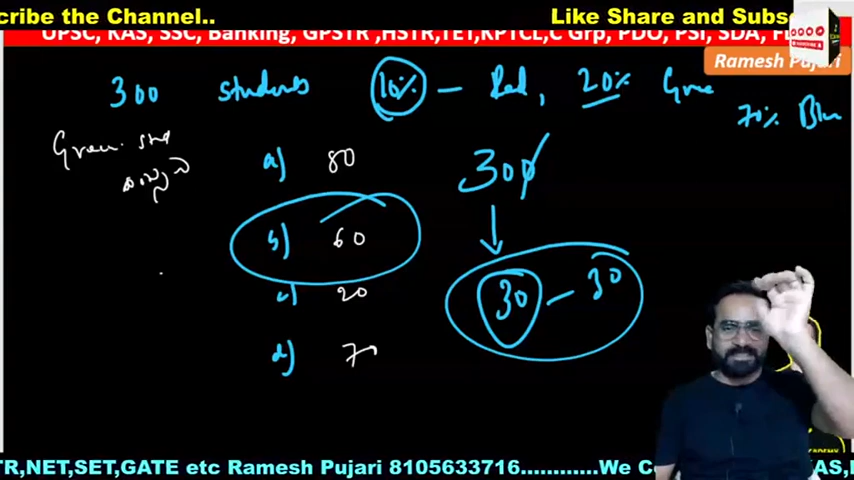 cribe the Channel..
Like Share and Subs
UPSC, KAS, SSC, Banking, GPSTR ,HSTR,TET,KPTCL,C Grp, PDO, PSI, SDA, F
Ramesh Pujari
300 students 10% — Red, 20% Gree
70% Blu
Green
a) 80
300
b) 60
30 — 30
c) 20
d) 70
TR,NET,SET,GATE etc Ramesh Pujari 8105633716............We C
AS,